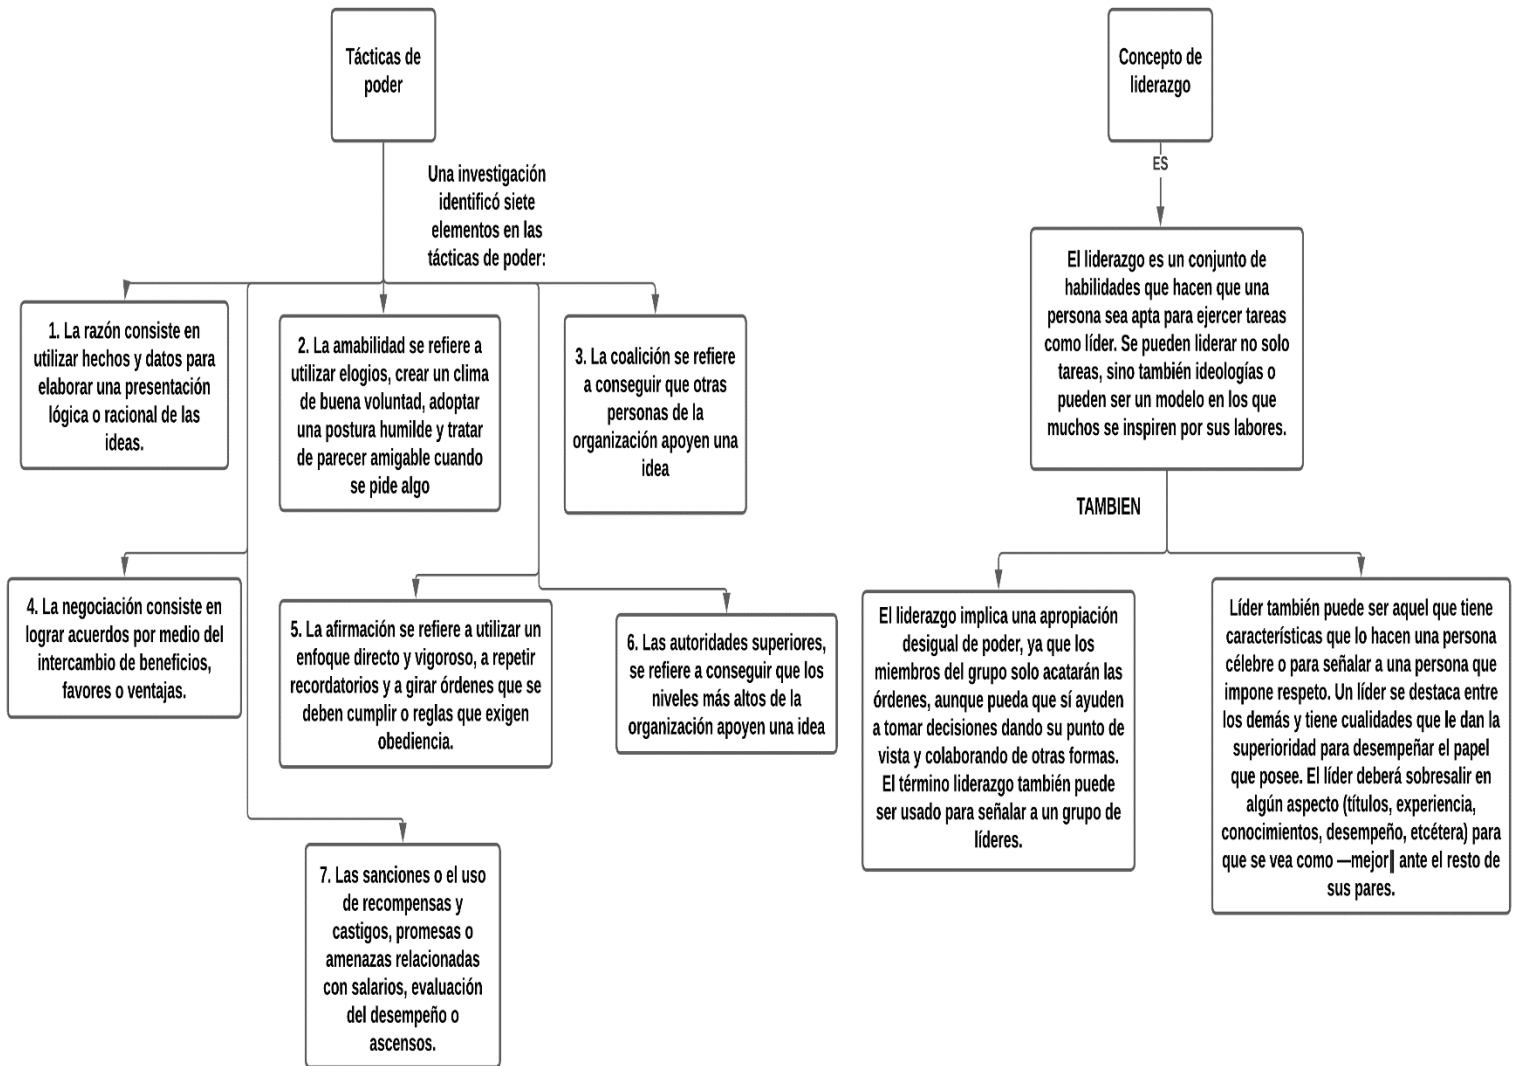 Tácticas de
poder
Una investigación
identificó siete
elementos en las
tácticas de poder:
1. La razón consiste en
utilizar hechos y datos para
elaborar una presentación
lógica o racional de las
ideas.
2. La amabilidad se refiere a
utilizar elogios, crear un clima
de buena voluntad, adoptar
una postura humilde y tratar
de parecer amigable cuando
se pide algo
3. La coalición se refiere
a conseguir que otras
personas de la
organización apoyen una
idea
4. La negociación consiste en
lograr acuerdos por medio del
intercambio de beneficios,
favores o ventajas.
5. La afirmación se refiere a utilizar un
enfoque directo y vigoroso, a repetir
recordatorios y a girar órdenes que se
deben cumplir o reglas que exigen
obediencia.
6. Las autoridades superiores,
se refiere a conseguir que los
niveles más altos de la
organización apoyen una idea
7. Las sanciones o el uso
de recompensas y
castigos, promesas o
amenazas relacionadas
con salarios, evaluación
del desempeño o
ascensos.
Concepto de
liderazgo
ES
El liderazgo es un conjunto de
habilidades que hacen que una
persona sea apta para ejercer tareas
como líder. Se pueden liderar no solo
tareas, sino también ideologías o
pueden ser un modelo en los que
muchos se inspiren por sus labores.
TAMBIEN
El liderazgo implica una apropiación
desigual de poder, ya que los
miembros del grupo solo acatarán las
órdenes, aunque pueda que sí ayuden
a tomar decisiones dando su punto de
vista y colaborando de otras formas.
El término liderazgo también puede
ser usado para señalar a un grupo de
líderes.
Líder también puede ser aquel que tiene
características que lo hacen una persona
célebre o para señalar a una persona que
impone respeto. Un líder se destaca entre
los demás y tiene cualidades que le dan la
superioridad para desempeñar el papel
que posee. El líder deberá sobresalir en
algún aspecto (títulos, experiencia,
conocimientos, desempeño, etcétera) para
que se vea como ―mejor‖ ante el resto de
sus pares.